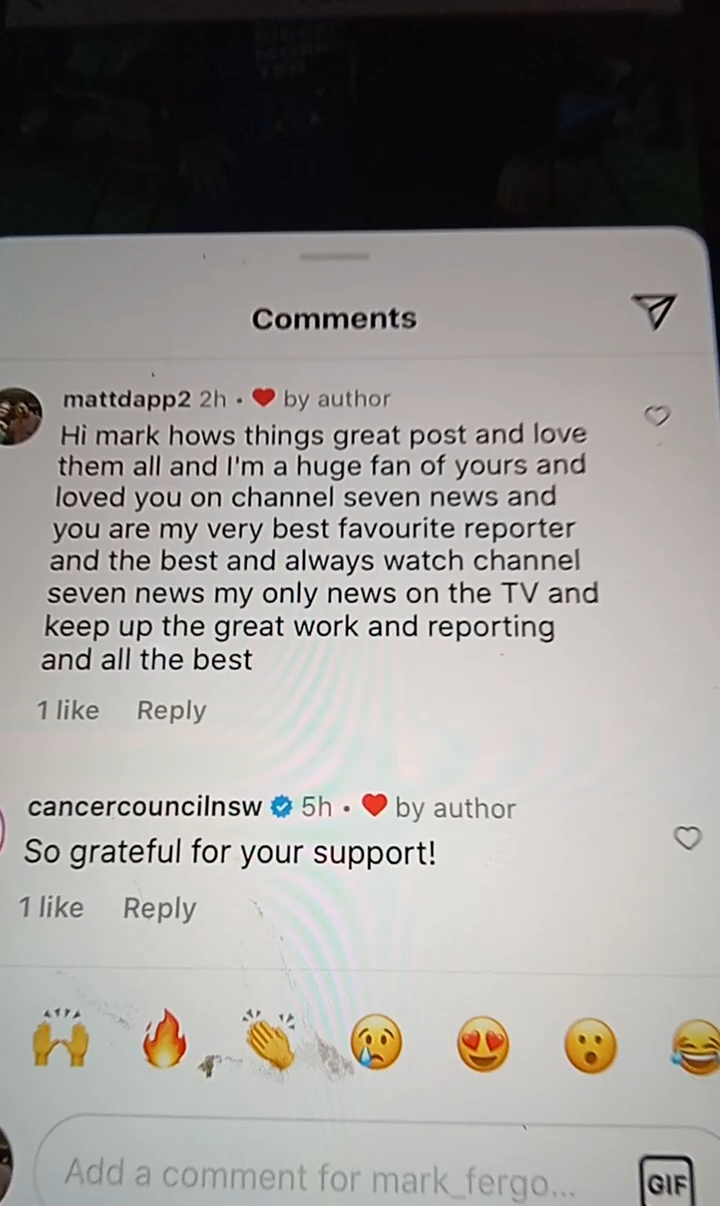 Comments
mattdapp2 2h • ❤️ by author
Hi mark hows things great post and love
them all and I'm a huge fan of yours and
loved you on channel seven news and
you are my very best favourite reporter
and the best and always watch channel
seven news my only news on the TV and
keep up the great work and reporting
and all the best
1 like Reply
cancercouncilnsw 5h • ❤️ by author
So grateful for your support!
1 like Reply
Add a comment for mark_fergo... GIF